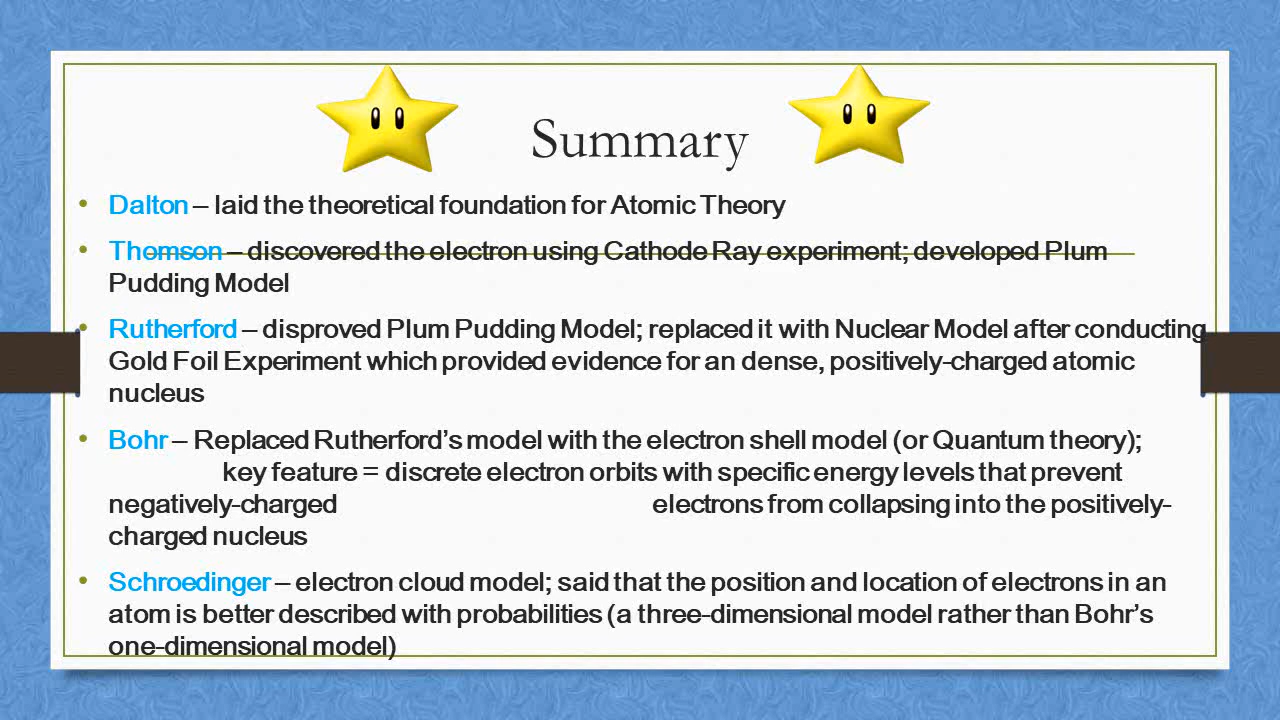 Summary
• Dalton – laid the theoretical foundation for Atomic Theory
• Thomson – discovered the electron using Cathode Ray experiment; developed Plum
Pudding Model
• Rutherford – disproved Plum Pudding Model; replaced it with Nuclear Model after conducting
Gold Foil Experiment which provided evidence for an dense, positively-charged atomic
nucleus
• Bohr – Replaced Rutherford’s model with the electron shell model (or Quantum theory);
key feature = discrete electron orbits with specific energy levels that prevent
negatively-charged electrons from collapsing into the positively-
charged nucleus
• Schroedinger – electron cloud model; said that the position and location of electrons in an
atom is better described with probabilities (a three-dimensional model rather than Bohr’s
one-dimensional model)